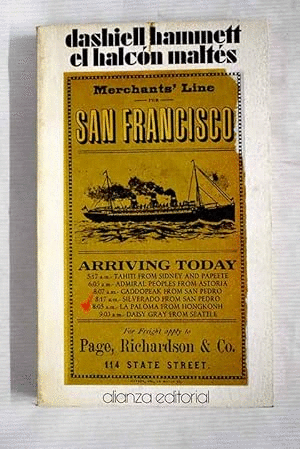 dashiell hammett
el halcón maltés
Merchants' Line
FOR
SAN FRANCISCO
ARRIVING TODAY
5:17 a.m.- TAHITI FROM SIDNEY AND PAPEETE
6:05 a.m.- ADMIRAL PEOPLES FROM ASTORIA
8:07 a.m.- CADDOPEAK FROM SAN PEDRO
8:17 a.m.- SILVERADO FROM SAN PEDRO
8:05 a.m.- LA PALOMA FROM HONGKONG
9:03 a.m.- DAISY GRAY FROM SEATTLE
For Freight apply to
Page, Richardson & Co.
114 STATE STREET.
alianza editorial